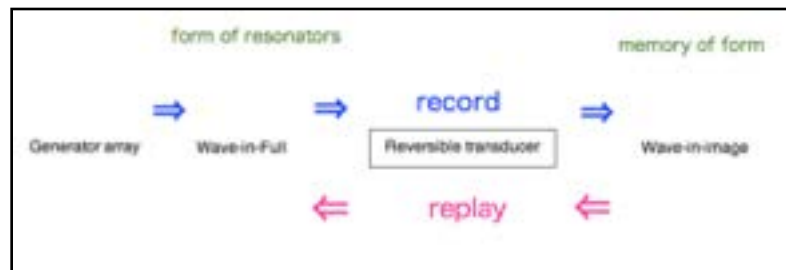 form of resonators
memory of form
⇒ ⇒ record ⇒
Generator array Wave-in-Full Reversible transducer Wave-in-image
⇐ replay ⇐